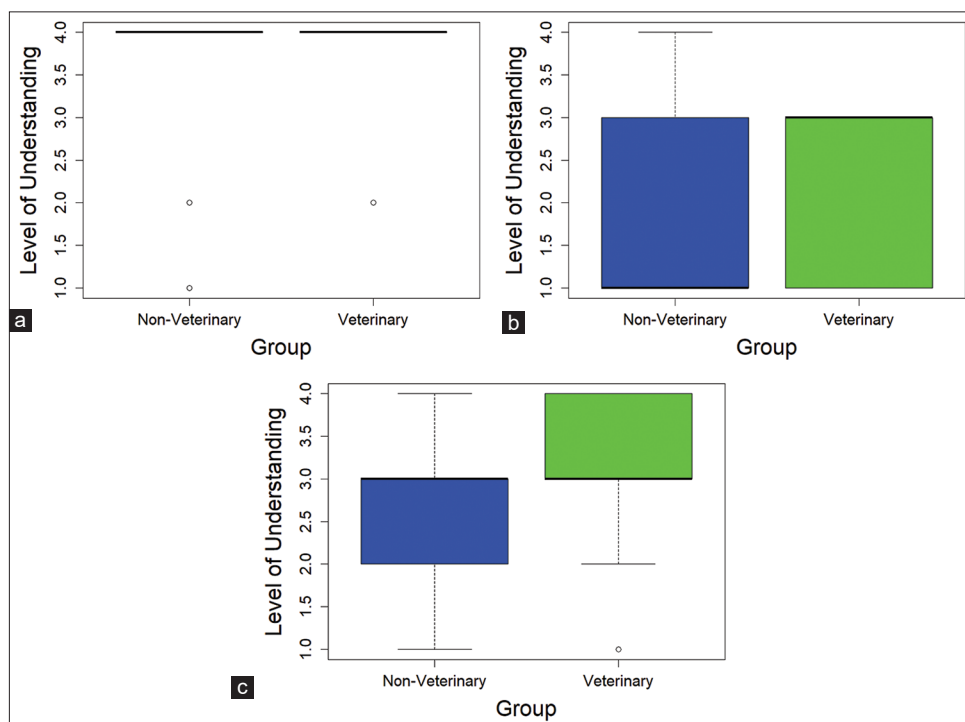 Level of Understanding
4.0
3.5
3.0
2.5
2.0
1.5
1.0
Non-Veterinary Veterinary
Group
a
Level of Understanding
4.0
3.5
3.0
2.5
2.0
1.5
1.0
Non-Veterinary Veterinary
Group
b
Level of Understanding
4.0
3.5
3.0
2.5
2.0
1.5
1.0
Non-Veterinary Veterinary
Group
c